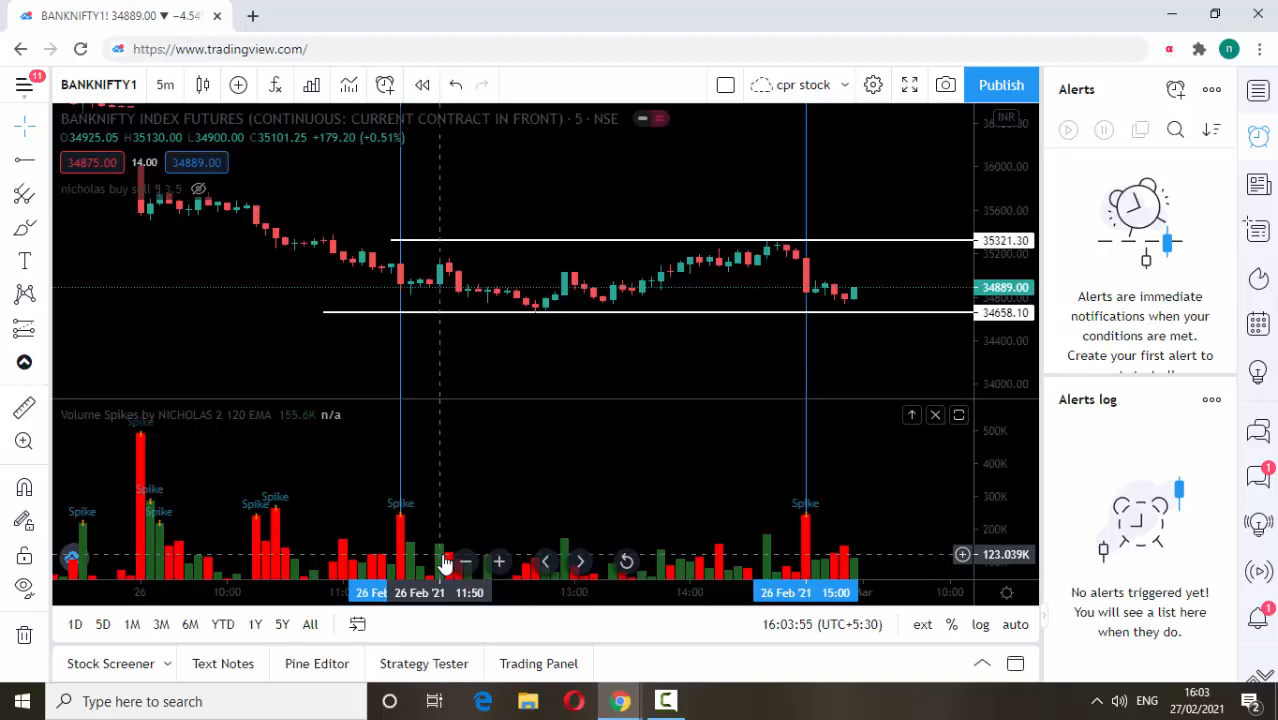 BANKNIFTY1! 34889.00 ▼ −4.54
https://www.tradingview.com/
n
11
BANKNIFTY1
5m
cpr stock
Publish
Alerts
BANKNIFTY INDEX FUTURES (CONTINUOUS: CURRENT CONTRACT IN FRONT) · 5 · NSE
INR
O34925.05 H35130.00 L34900.00 C35101.25 +179.20 (+0.51%)
34875.00 14.00 34889.00
nicholas buy sell 5 3 5
36000.00
35600.00
35321.30
35200.00
34889.00
34658.10
34400.00
34000.00
Alerts are immediate
notifications when your
conditions are met.
Create your first alert to
Alerts log
Volume Spikes by NICHOLAS 2 120 EMA 155.6K n/a
Spike
Spike
Spike
Spike
Spike
Spike
Spike
Spike
500K
400K
300K
200K
123.039K
1
No alerts triggered yet!
You will see a list here
when they do.
1
26 10:00 26 Feb 26 Feb '21 11:50 13:00 14:00 26 Feb '21 15:00 10:00
1D 5D 1M 3M 6M YTD 1Y 5Y All
16:03:55 (UTC+5:30) ext % log auto
Stock Screener Text Notes Pine Editor Strategy Tester Trading Panel
Type here to search
ENG
16:03
27/02/2021
2